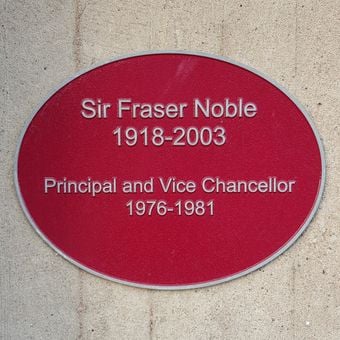 Sir Fraser Noble
1918-2003
Principal and Vice Chancellor
1976-1981